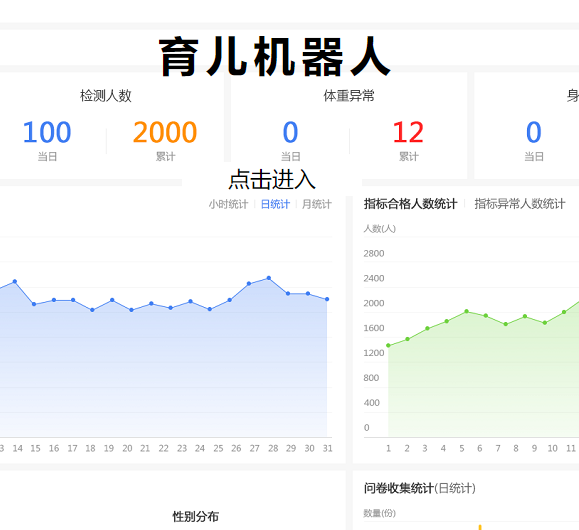 育儿机器人
检测人数 体重异常 身
100 2000 0 12 0
当日 累计 当日 累计 当日
点击进入
小时统计 日统计 月统计 指标合格人数统计 指标异常人数统计
人数(人)
2800
2400
2000
1600
1200
800
400
0
3 14 15 16 17 18 19 20 21 22 23 24 25 26 27 28 29 30 31 1 2 3 4 5 6 7 8 9 10 11
问卷收集统计(日统计)
性别分布 数量(份)